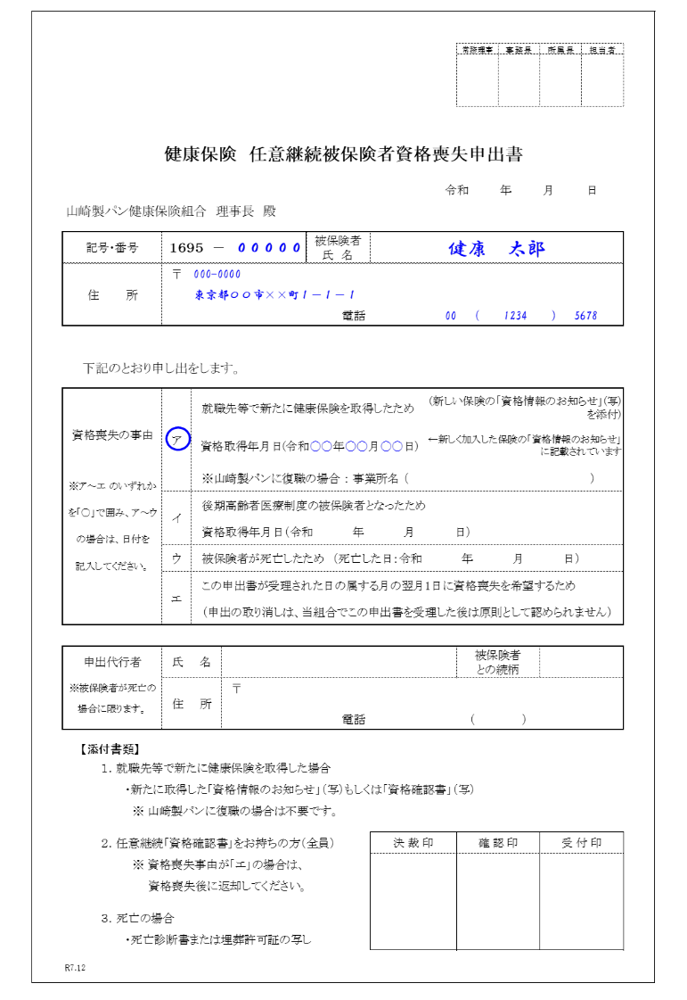 常務理事 事務長 所属長 担当者
健康保険 任意継続被保険者資格喪失申出書
令和 年 月 日
山崎製パン健康保険組合 理事長 殿
記号・番号 1695 － 00000 被保険者氏名 健康 太郎
住所 〒 000-0000
東京都〇〇市××町1－1－1
電話 00 ( 1234 ) 5678
下記のとおり申し出をします。
資格喪失の事由
※ア～エ のいずれか
を「○」で囲み、ア～ウ
の場合は、日付を
記入してください。
ア 就職先等で新たに健康保険を取得したため (新しい保険の「資格情報のお知らせ」(写)を添付)
資格取得年月日(令和〇〇年〇〇月〇〇日) ←新しく加入した保険の「資格情報のお知らせ」に記載されています
※山崎製パンに復職の場合：事業所名 ( )
イ 後期高齢者医療制度の被保険者となったため
資格取得年月日(令和 年 月 日)
ウ 被保険者が死亡したため (死亡した日:令和 年 月 日)
エ この申出書が受理された日の属する月の翌月1日に資格喪失を希望するため
(申出の取り消しは、当組合でこの申出書を受理した後は原則として認められません)
申出代行者
※被保険者が死亡の
場合に限ります。
氏 名 被保険者との続柄
住 所 〒
電話 ( )
【添付書類】
1. 就職先等で新たに健康保険を取得した場合
・新たに取得した「資格情報のお知らせ」(写)もしくは「資格確認書」(写)
※ 山崎製パンに復職の場合は不要です。
2. 任意継続「資格確認書」をお持ちの方(全員)
※ 資格喪失事由が「エ」の場合は、
資格喪失後に返却してください。
3. 死亡の場合
・死亡診断書または埋葬許可証の写し
決裁印 確認印 受付印
R7.12